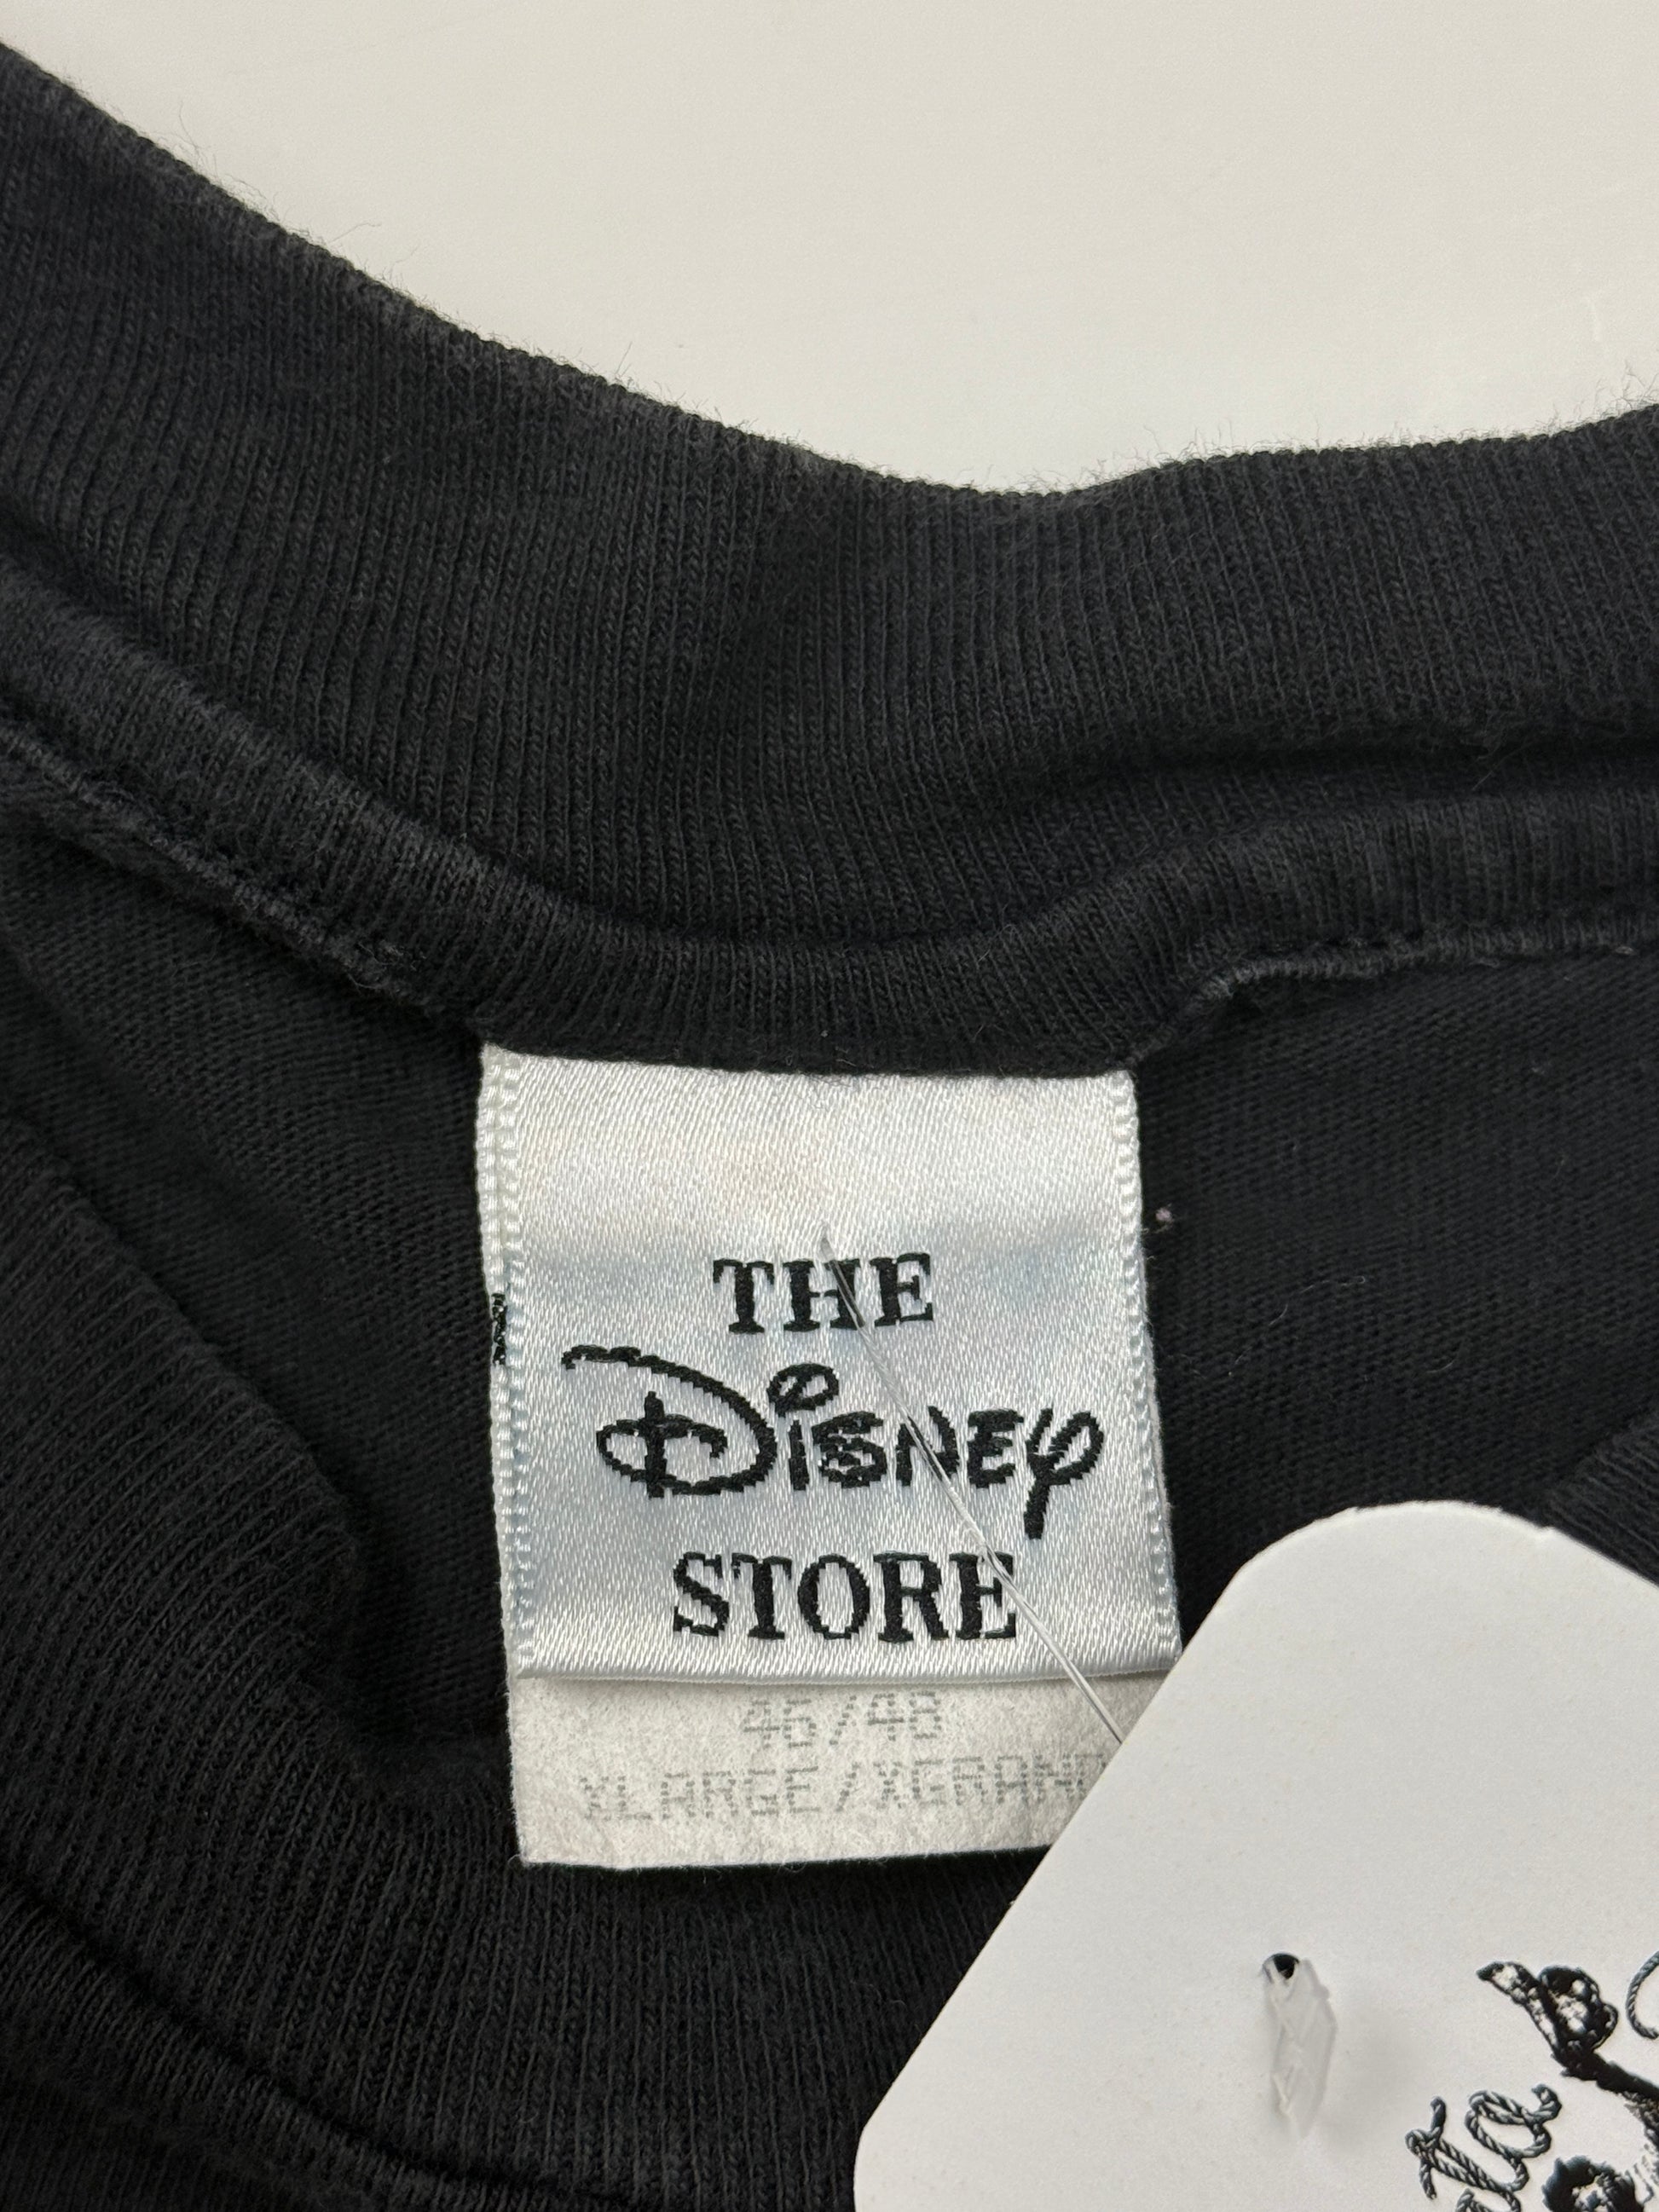 THE
Disney
STORE
46/48
XLARGE/XGRAND